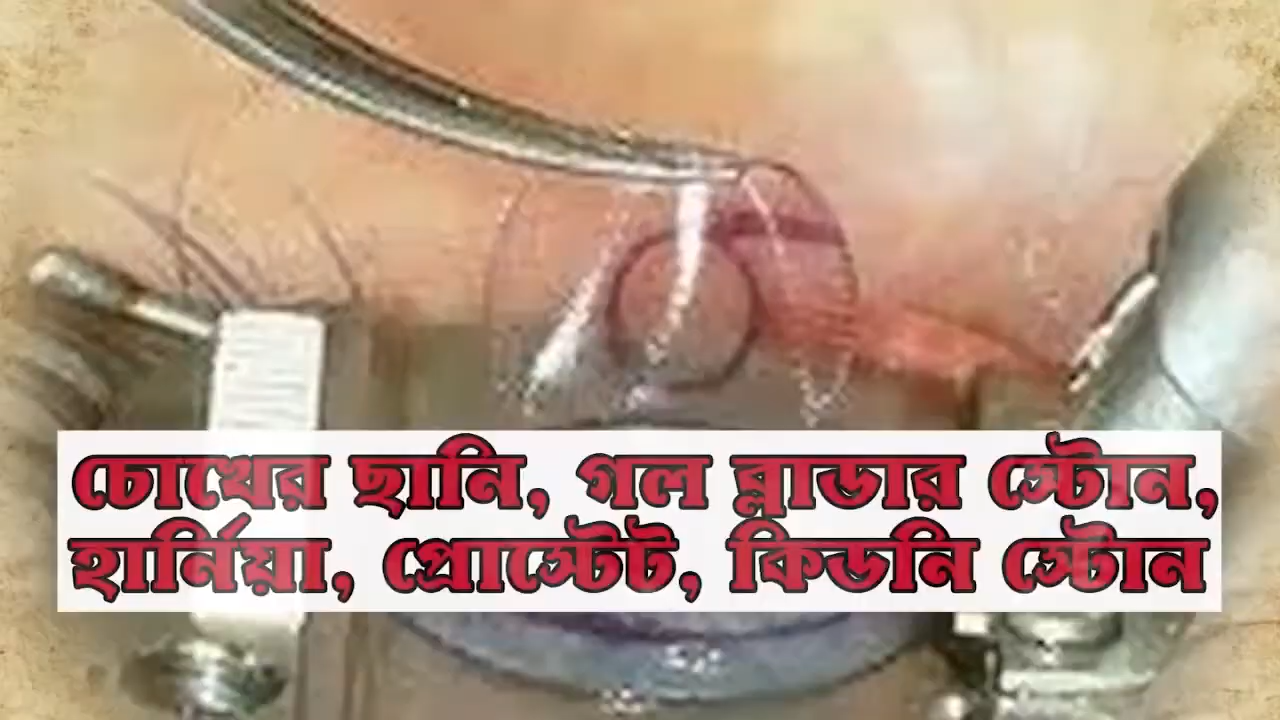 চোখের ছানি, গল ব্লাডার স্টোন,
হার্নিয়া, প্রোস্টেট, কিডনি স্টোন